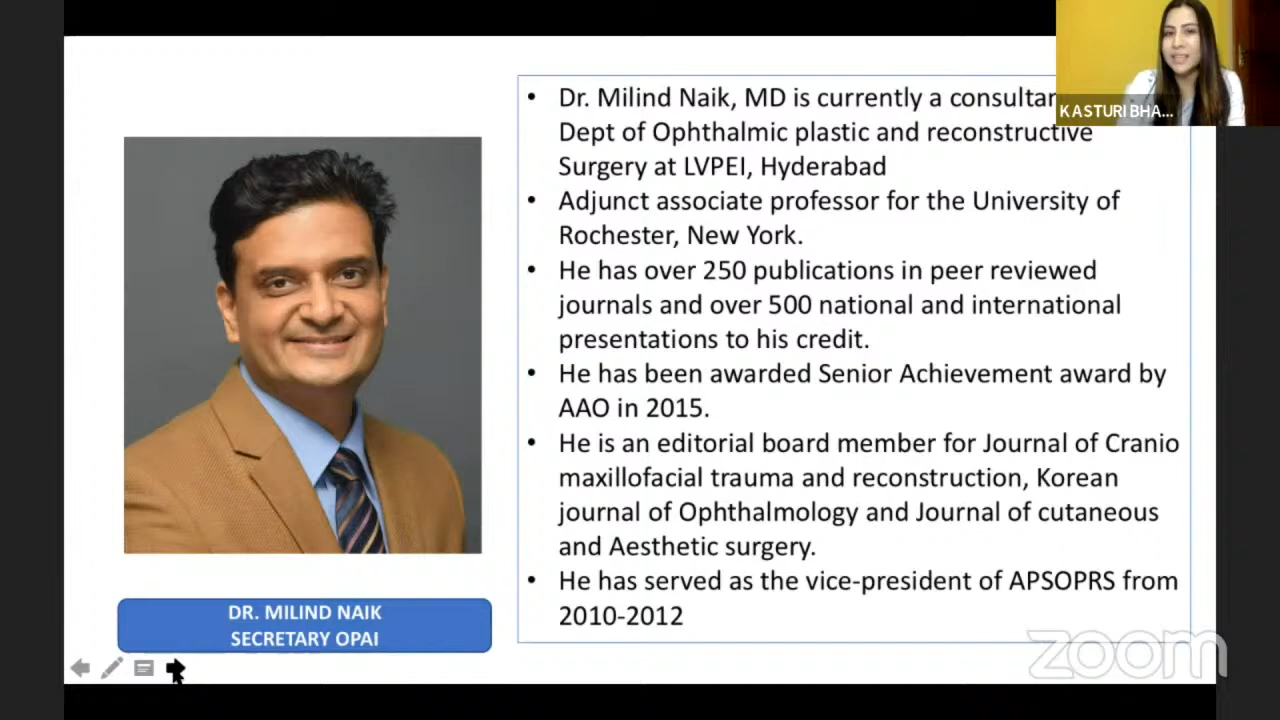 Dr. Milind Naik, MD is currently a
Dept of Ophthalmic plastic and reconstructive
Surgery at LVPEI, Hyderabad
Adjunct associate professor for the University of
Rochester, New York.
He has over 250 publications in peer reviewed
journals and over 500 national and international
presentations to his credit.
He has been awarded Senior Achievement award by
AAO in 2015.
He is an editorial board member for Journal of Cranio
maxillofacial trauma and reconstruction, Korean
journal of Ophthalmology and Journal of cutaneous
and Aesthetic surgery.
He has served as the vice-president of APSOPRS from
2010-2012
DR. MILIND NAIK
SECRETARY OPAI
KASTURI BHA...
zoom